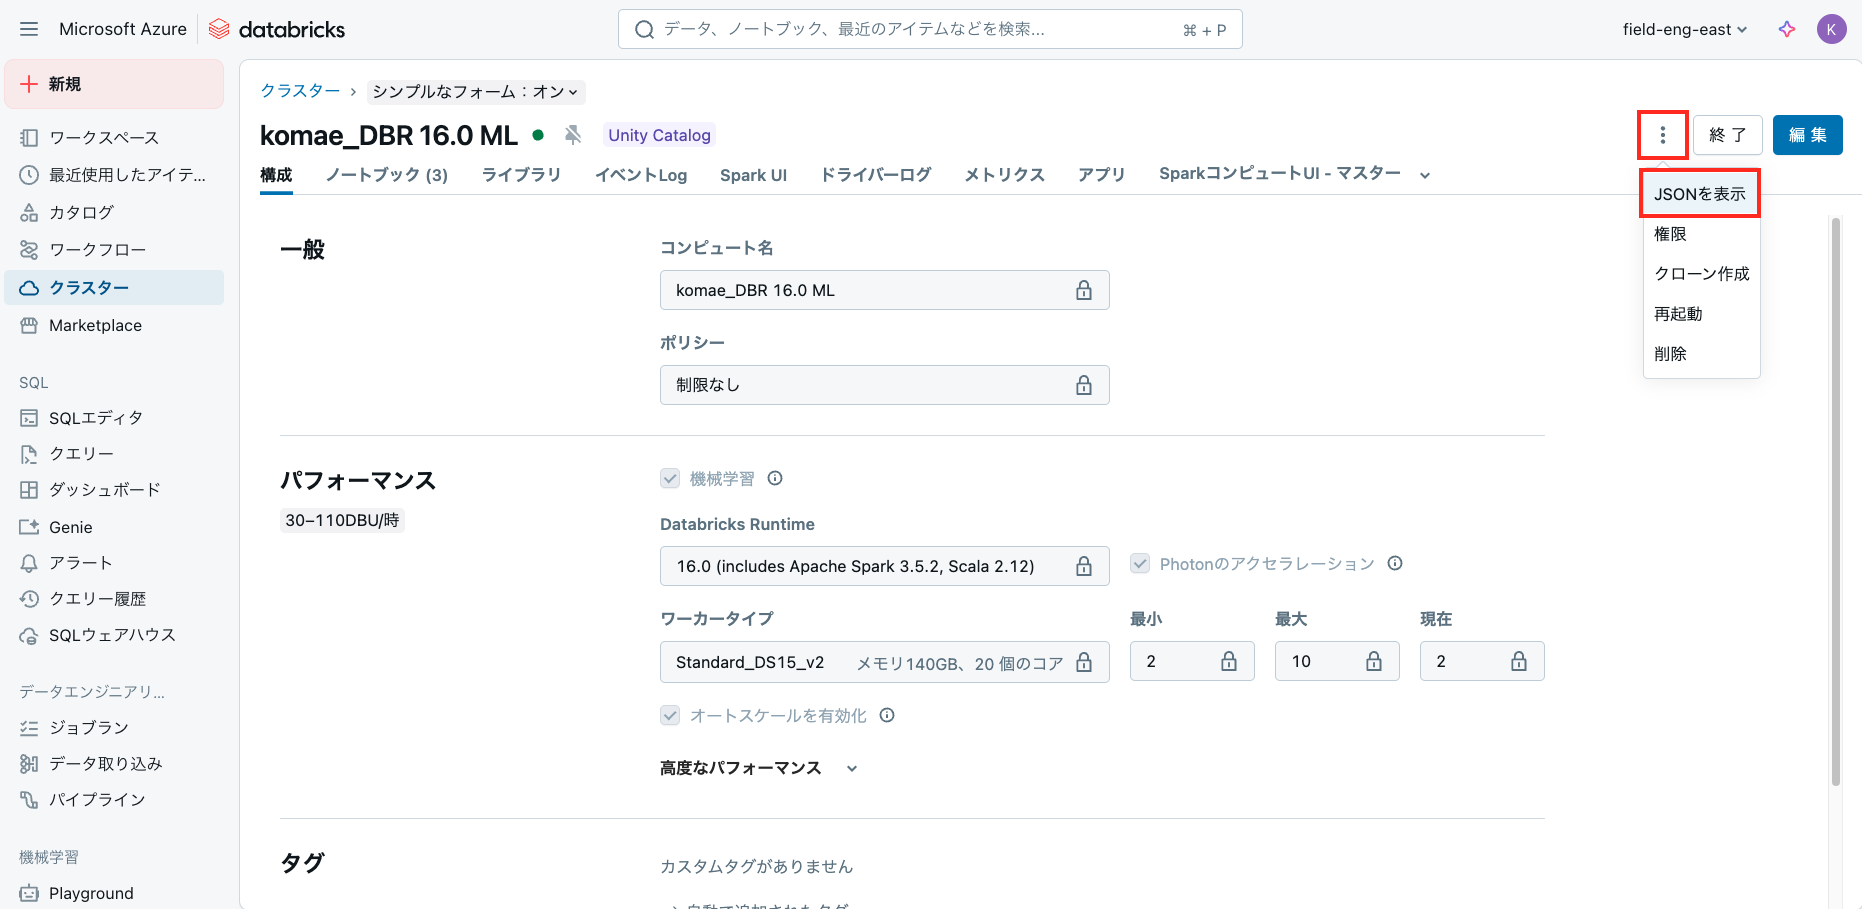 Microsoft Azure
databricks
データ、ノートブック、最近のアイテムなどを検索...
⌘ + P
field-eng-east
K
新規
ワークスペース
最近使用したアイテ...
カタログ
ワークフロー
クラスター
Marketplace
SQL
SQLエディタ
クエリー
ダッシュボード
Genie
アラート
クエリー履歴
SQLウェアハウス
データエンジニアリ...
ジョブラン
データ取り込み
パイプライン
機械学習
Playground
クラスター › シンプルなフォーム：オン
komae_DBR 16.0 ML
Unity Catalog
終了
編集
構成
ノートブック (3)
ライブラリ
イベントLog
Spark UI
ドライバーログ
メトリクス
アプリ
SparkコンピュートUI - マスター
JSONを表示
権限
クローン作成
再起動
削除
一般
コンピュート名
komae_DBR 16.0 ML
ポリシー
制限なし
パフォーマンス
30–110DBU/時
機械学習
Databricks Runtime
16.0 (includes Apache Spark 3.5.2, Scala 2.12)
Photonのアクセラレーション
ワーカータイプ
最小
最大
現在
Standard_DS15_v2 メモリ140GB、20 個のコア
2
10
2
オートスケールを有効化
高度なパフォーマンス
タグ
カスタムタグがありません
自動で追加されたタグ